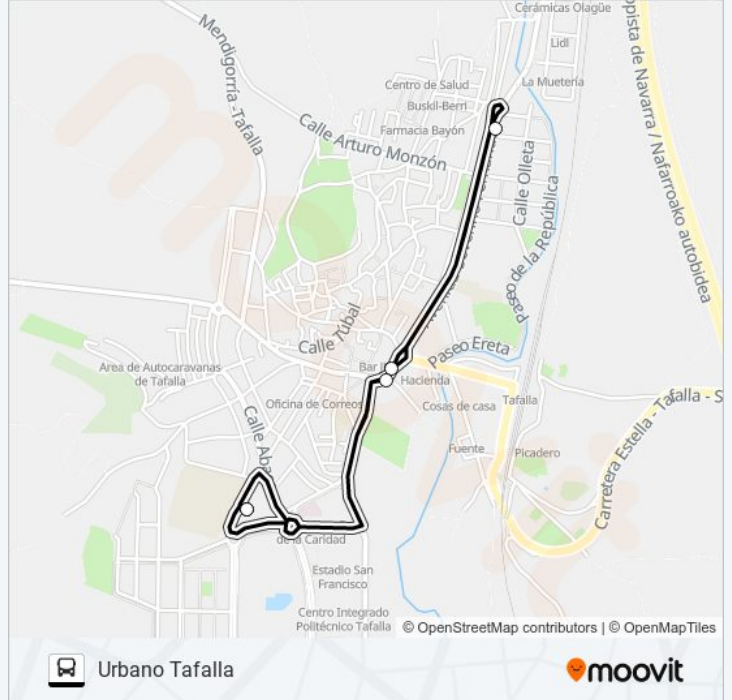 Cerámicas Olagüe
Lidl
La Muetería
Centro de Salud
Buskil-Berri
Farmacia Bayón
Mendigorría -Tafalla
Calle Arturo Monzón
Calle Olleta
Paseo de la República
opista de Navarra / Nafarroako autobidea
Calle Túbal
Paseo Ereta
Bar
Hacienda
Área de Autocaravanas
de Tafalla
Oficina de Correos
Cosas de casa
Tafalla
Carretera Estella - Tafalla - S
Calle Aba
Fuente
Picadero
de la Caridad
Estadio San
Francisco
Centro Integrado
Politécnico Tafalla
© OpenStreetMap contributors | © OpenMapTiles
Urbano Tafalla
moovit